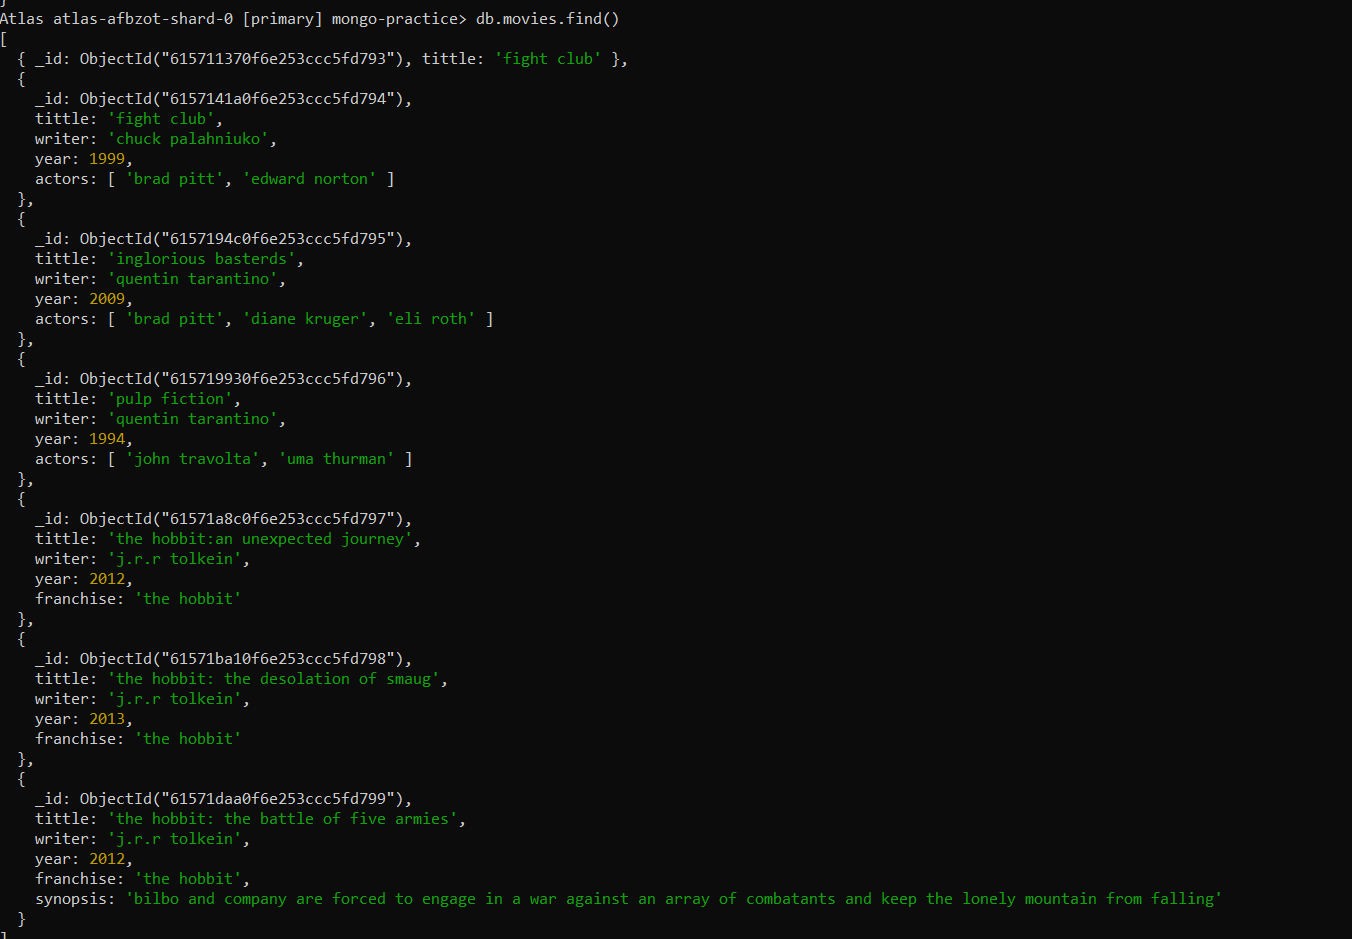 }
Atlas atlas-afbzot-shard-0 [primary] mongo-practice> db.movies.find()
[
  { _id: ObjectId("615711370f6e253ccc5fd793"), tittle: 'fight club' },
  {
    _id: ObjectId("6157141a0f6e253ccc5fd794"),
    tittle: 'fight club',
    writer: 'chuck palahniuko',
    year: 1999,
    actors: [ 'brad pitt', 'edward norton' ]
  },
  {
    _id: ObjectId("6157194c0f6e253ccc5fd795"),
    tittle: 'inglorious basterds',
    writer: 'quentin tarantino',
    year: 2009,
    actors: [ 'brad pitt', 'diane kruger', 'eli roth' ]
  },
  {
    _id: ObjectId("615719930f6e253ccc5fd796"),
    tittle: 'pulp fiction',
    writer: 'quentin tarantino',
    year: 1994,
    actors: [ 'john travolta', 'uma thurman' ]
  },
  {
    _id: ObjectId("61571a8c0f6e253ccc5fd797"),
    tittle: 'the hobbit:an unexpected journey',
    writer: 'j.r.r tolkein',
    year: 2012,
    franchise: 'the hobbit'
  },
  {
    _id: ObjectId("61571ba10f6e253ccc5fd798"),
    tittle: 'the hobbit: the desolation of smaug',
    writer: 'j.r.r tolkein',
    year: 2013,
    franchise: 'the hobbit'
  },
  {
    _id: ObjectId("61571daa0f6e253ccc5fd799"),
    tittle: 'the hobbit: the battle of five armies',
    writer: 'j.r.r tolkein',
    year: 2012,
    franchise: 'the hobbit',
    synopsis: 'bilbo and company are forced to engage in a war against an array of combatants and keep the lonely mountain from falling'
  }
]